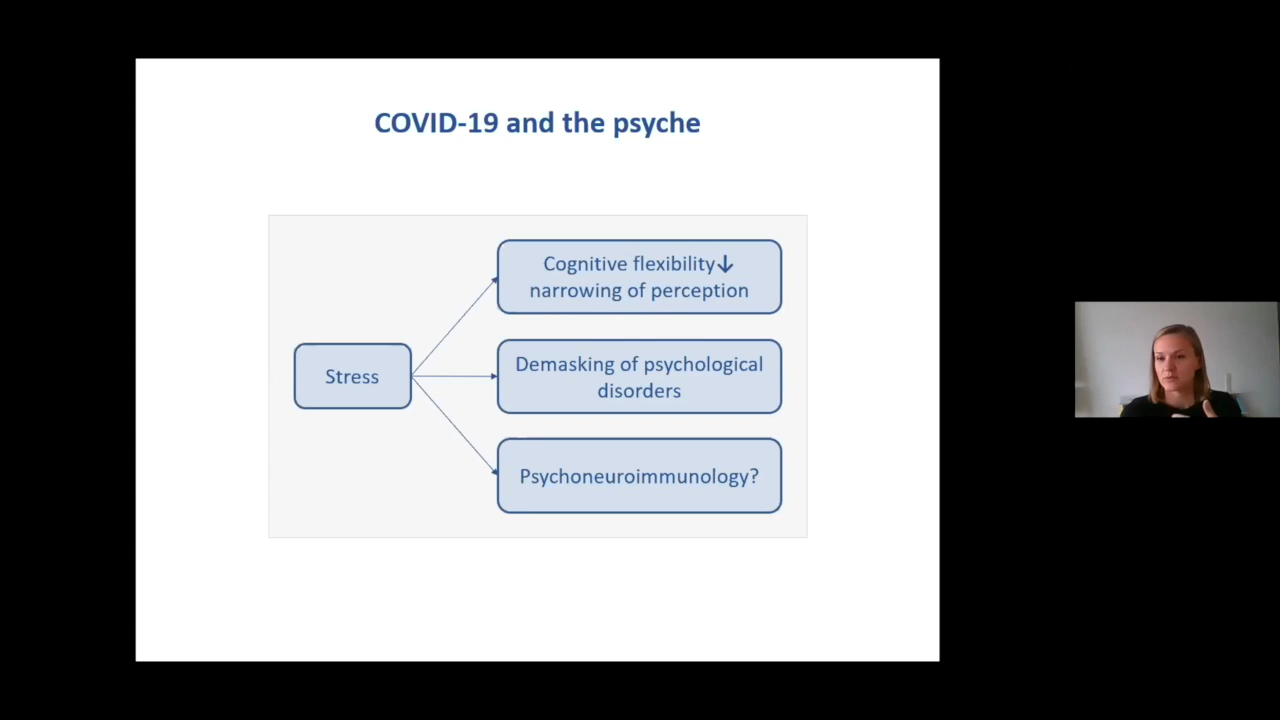 COVID-19 and the psyche
Stress
Cognitive flexibility↓
narrowing of perception
Demasking of psychological
disorders
Psychoneuroimmunology?